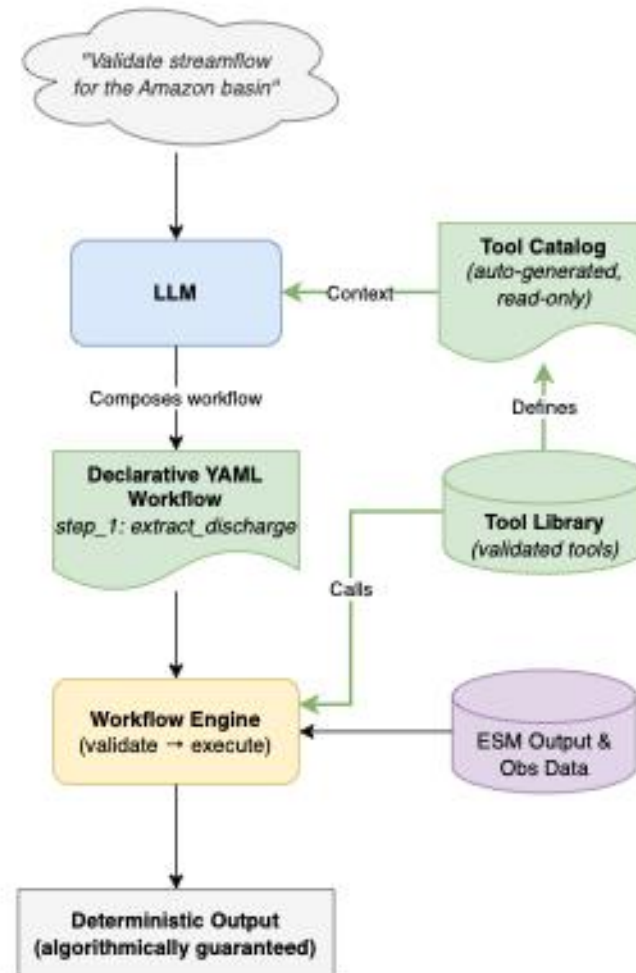 "Validate streamflow
for the Amazon basin"
LLM
Context
Tool Catalog
(auto-generated,
read-only)
Composes workflow
Defines
Declarative YAML
Workflow
step_1: extract_discharge
Tool Library
(validated tools)
Calls
Workflow Engine
(validate → execute)
ESM Output &
Obs Data
Deterministic Output
(algorithmically guaranteed)